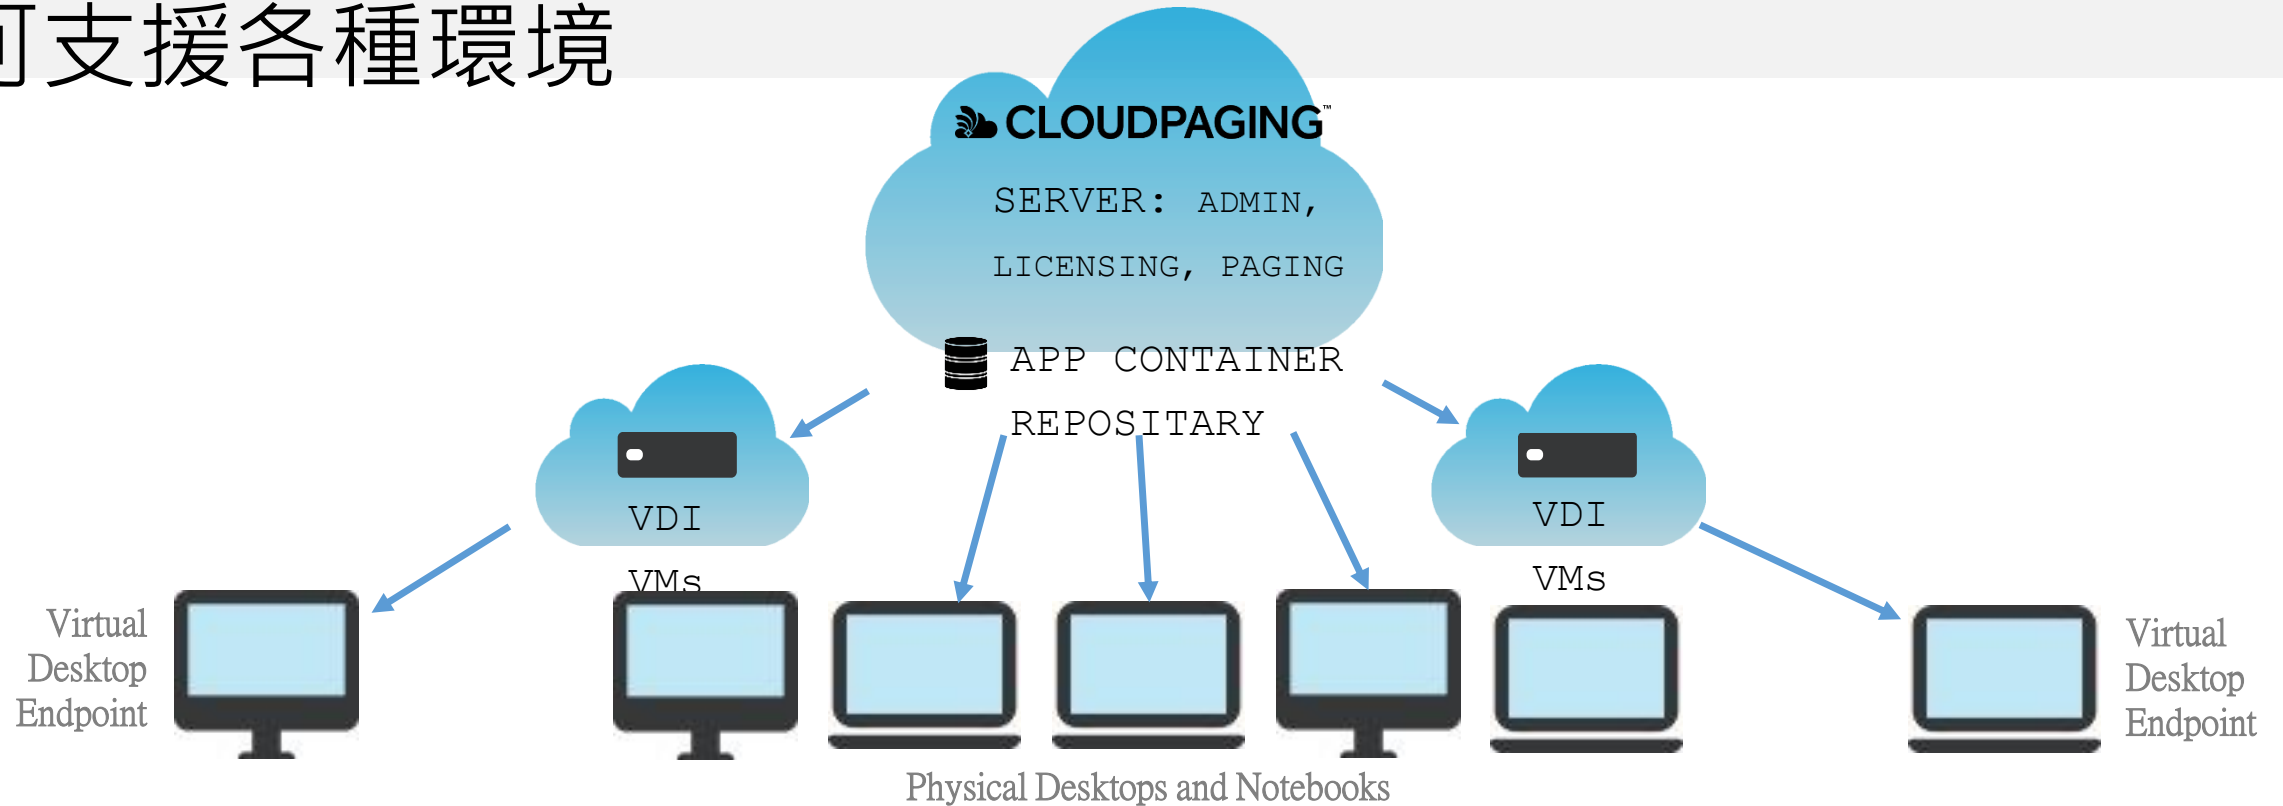 可支援各種環境
CLOUDPAGING™
SERVER: ADMIN,
LICENSING, PAGING
APP CONTAINER
REPOSITARY
VDI
VMs
VDI
VMs
Virtual
Desktop
Endpoint
Virtual
Desktop
Endpoint
Physical Desktops and Notebooks